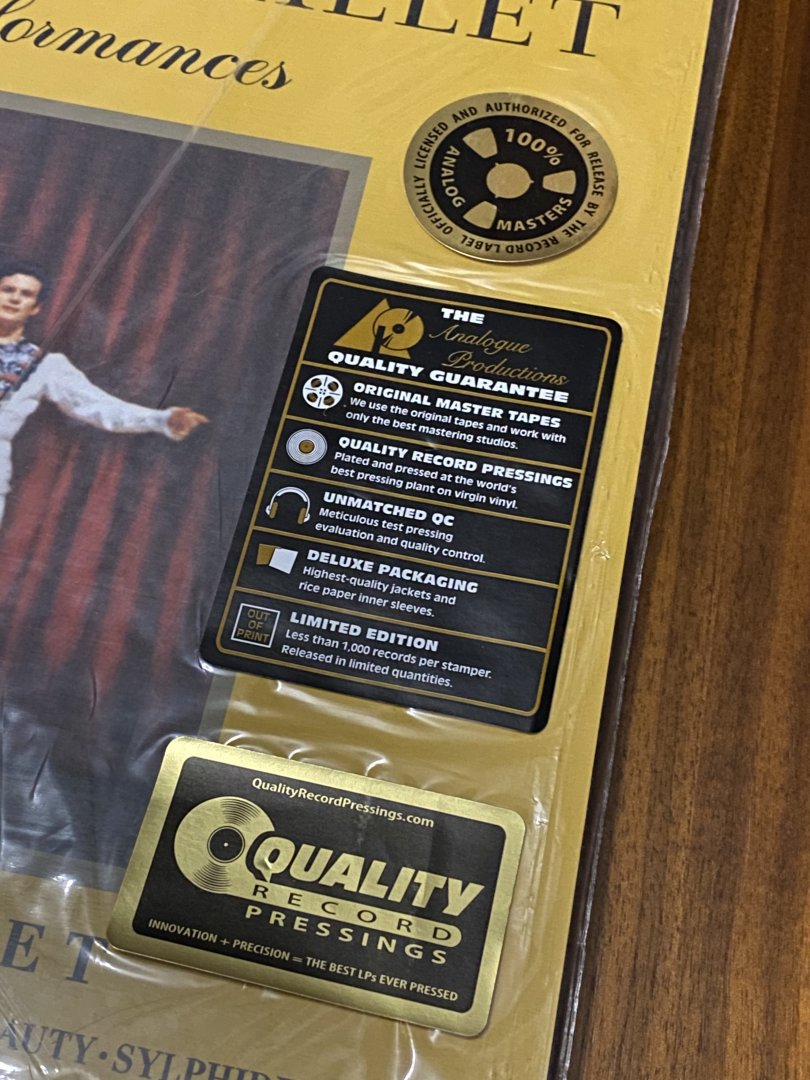 LLET
formances
OFFICIALLY LICENSED AND AUTHORIZED FOR RELEASE BY THE RECORD LABEL
100%
ANALOG
MASTERS
THE
Analogue
Productions
QUALITY GUARANTEE
ORIGINAL MASTER TAPES
We use the original tapes and work with
only the best mastering studios.
QUALITY RECORD PRESSINGS
Plated and pressed at the world's
best pressing plant on virgin vinyl.
UNMATCHED QC
Meticulous test pressing
evaluation and quality control.
DELUXE PACKAGING
Highest-quality jackets and
rice paper inner sleeves.
OUT
OF
PRINT
LIMITED EDITION
Less than 1,000 records per stamper.
Released in limited quantities.
QualityRecordPressings.com
QUALITY
RECORD
PRESSINGS
INNOVATION + PRECISION = THE BEST LPs EVER PRESSED
ET
AUTY•SYLPHID